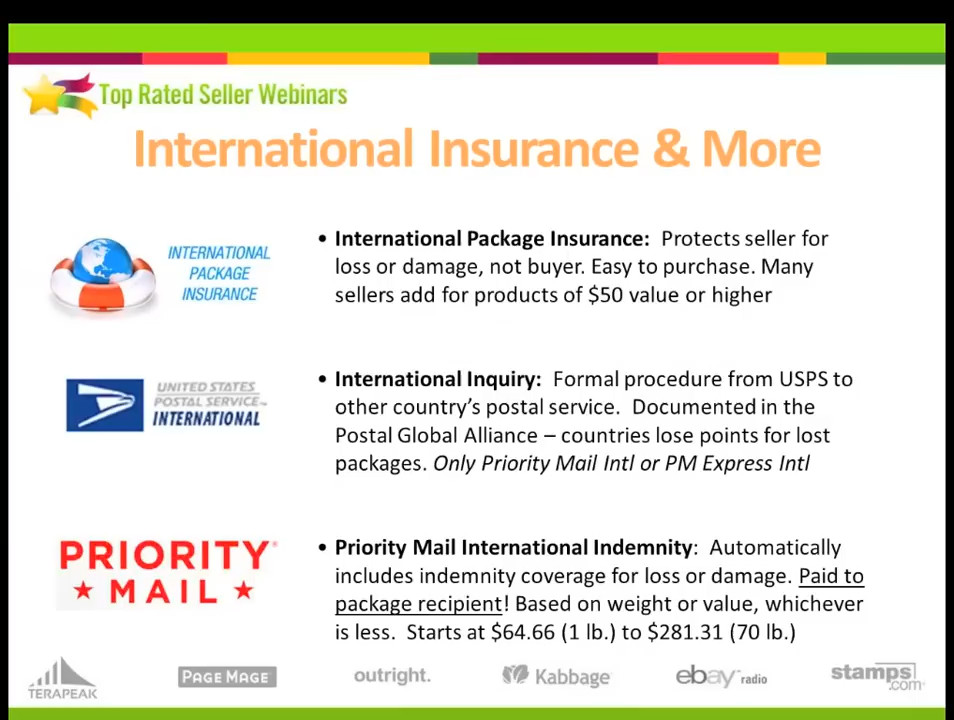 Top Rated Seller Webinars
International Insurance & More
INTERNATIONAL
PACKAGE
INSURANCE
• International Package Insurance: Protects seller for
loss or damage, not buyer. Easy to purchase. Many
sellers add for products of $50 value or higher
UNITED STATES
POSTAL SERVICE™
INTERNATIONAL
• International Inquiry: Formal procedure from USPS to
other country's postal service. Documented in the
Postal Global Alliance – countries lose points for lost
packages. Only Priority Mail Intl or PM Express Intl
PRIORITY®
★ MAIL ★
• Priority Mail International Indemnity: Automatically
includes indemnity coverage for loss or damage. Paid to
package recipient! Based on weight or value, whichever
is less. Starts at $64.66 (1 lb.) to $281.31 (70 lb.)
TERAPEAK
PAGE MAGE
outright.
Kabbage
ebay™ radio
stamps.com®